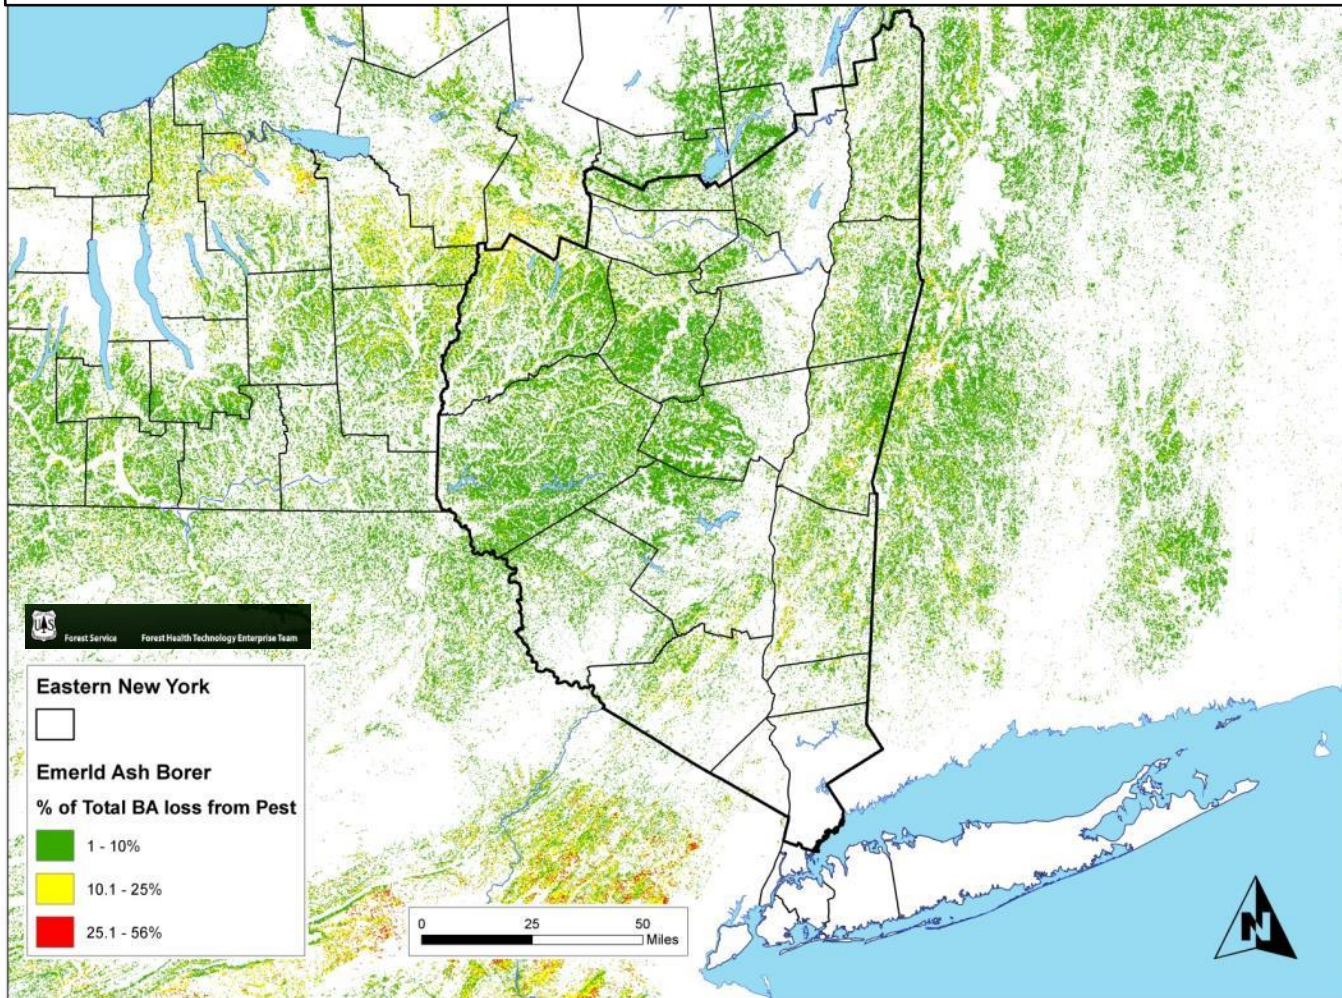 UAS
Forest Service Forest Health Technology Enterprise Team
Eastern New York
Emerld Ash Borer
% of Total BA loss from Pest
1 - 10%
10.1 - 25%
25.1 - 56%
0 25 50
Miles
N